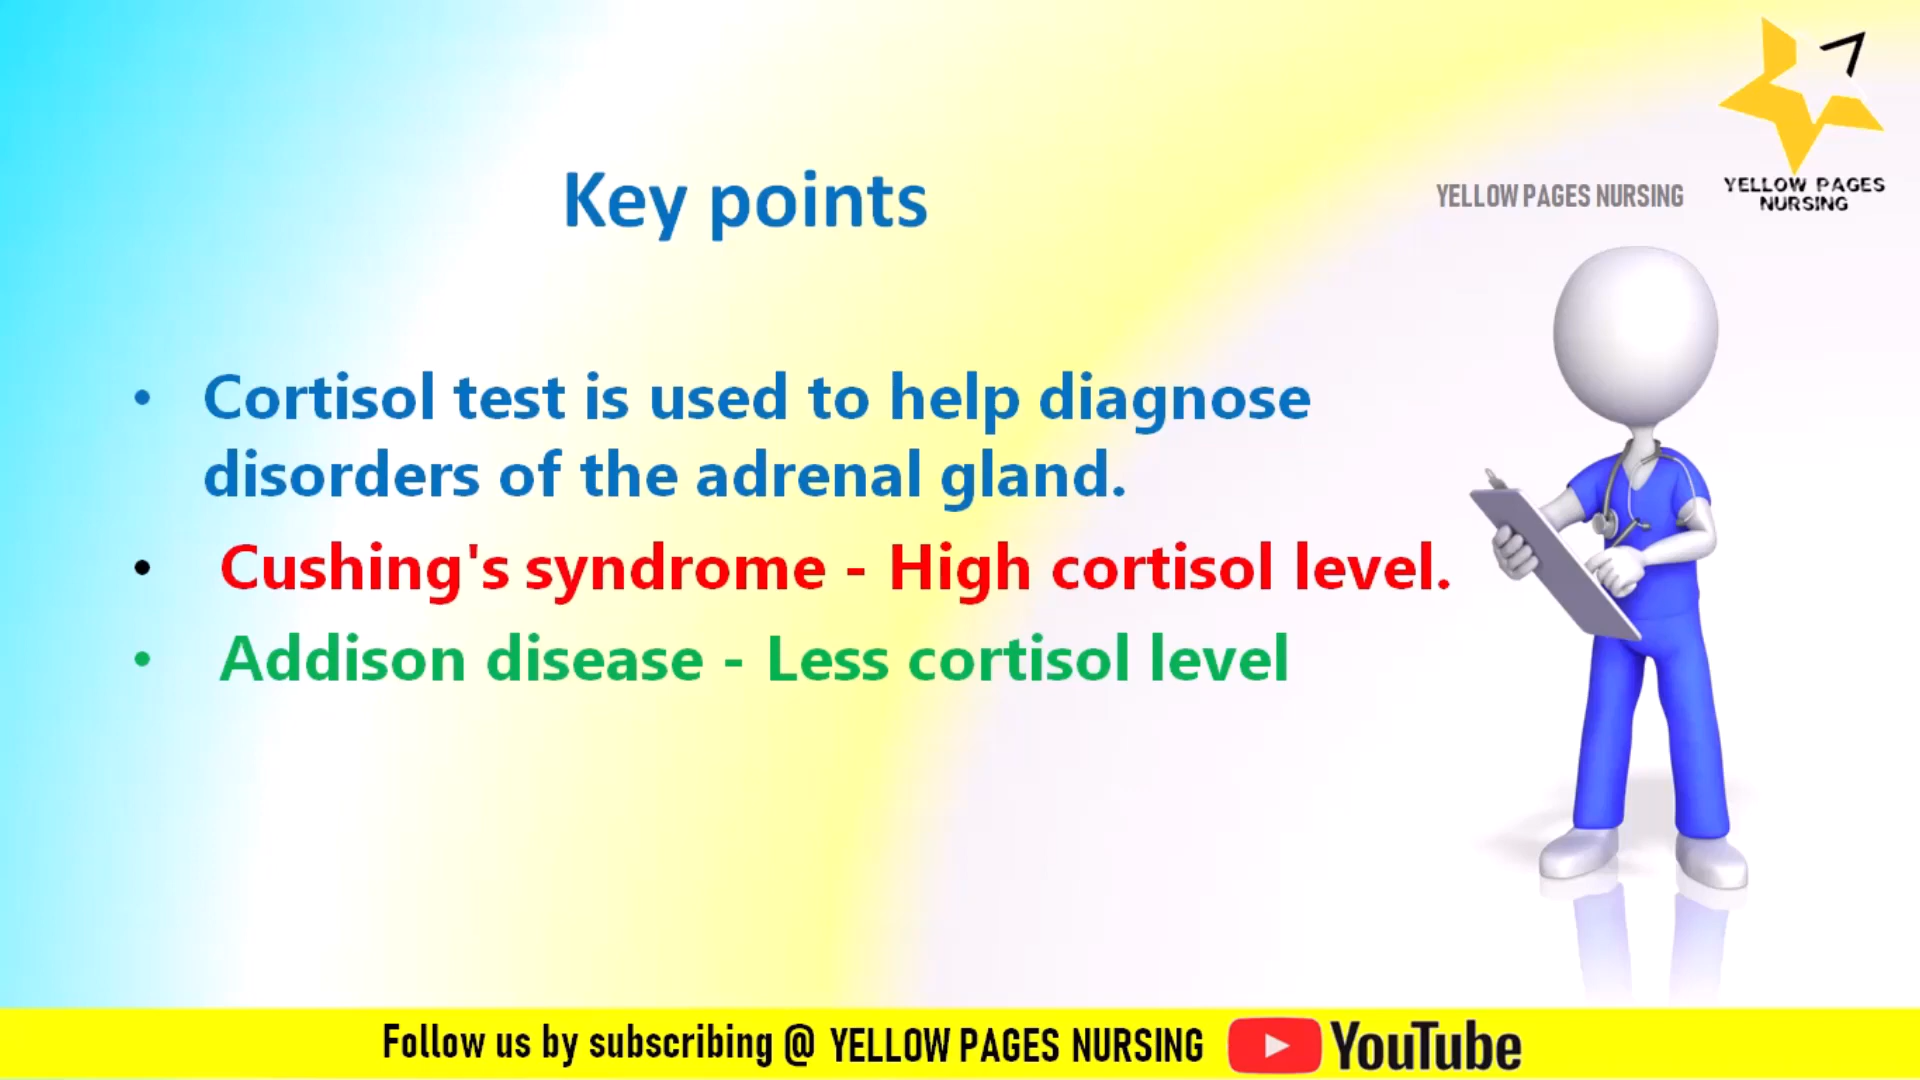 YELLOW PAGES NURSING
YELLOW PAGES
NURSING
Key points
• Cortisol test is used to help diagnose
disorders of the adrenal gland.
• Cushing's syndrome - High cortisol level.
• Addison disease - Less cortisol level
Follow us by subscribing @ YELLOW PAGES NURSING YouTube